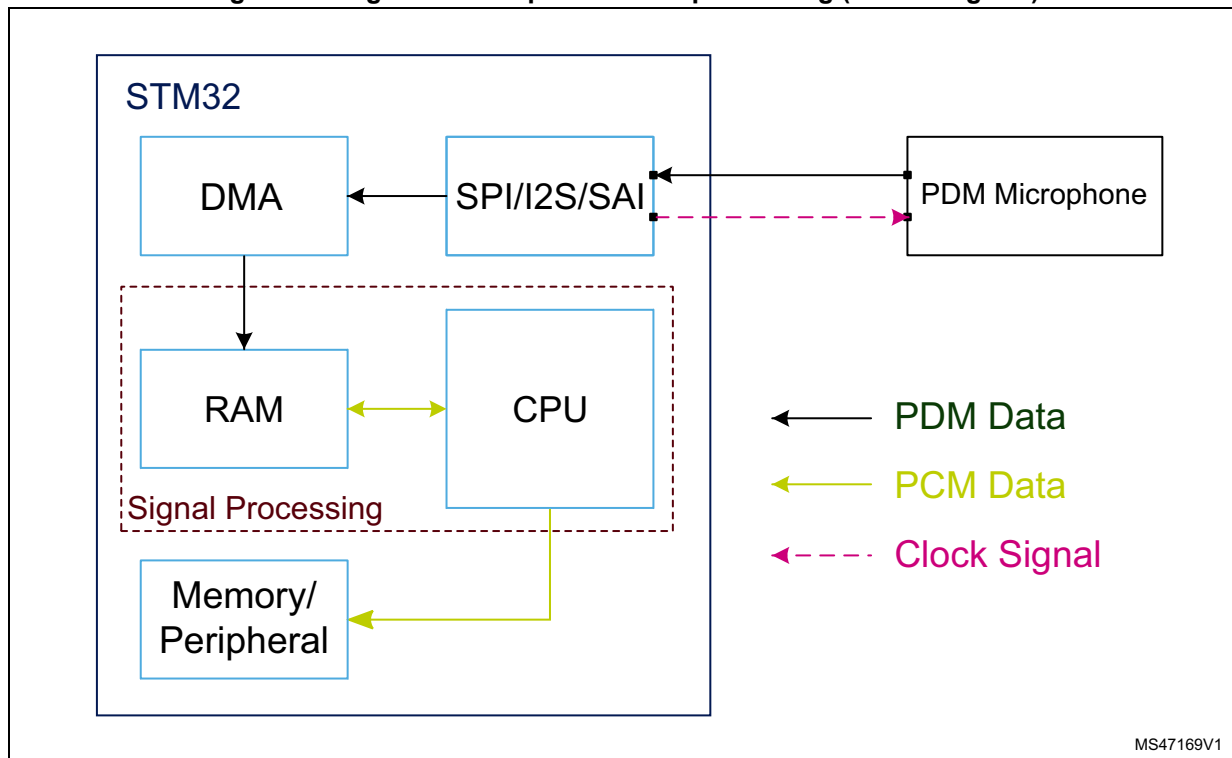 STM32
DMA
SPI/I2S/SAI
PDM Microphone
RAM
CPU
Signal Processing
Memory/
Peripheral
PDM Data
PCM Data
Clock Signal
MS47169V1